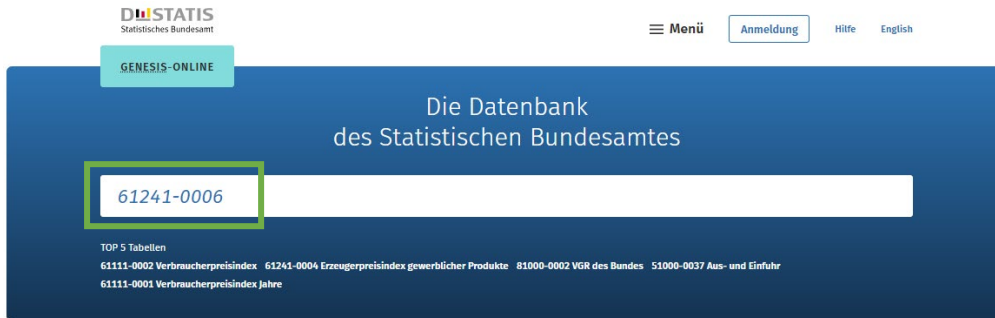 DESTATIS
Statistisches Bundesamt
Menü Anmeldung Hilfe English
GENESIS-ONLINE
Die Datenbank
des Statistischen Bundesamtes
61241-0006
TOP 5 Tabellen
61111-0002 Verbraucherpreisindex 61241-0004 Erzeugerpreisindex gewerblicher Produkte 81000-0002 VGR des Bundes 51000-0037 Aus- und Einfuhr
61111-0001 Verbraucherpreisindex Jahre